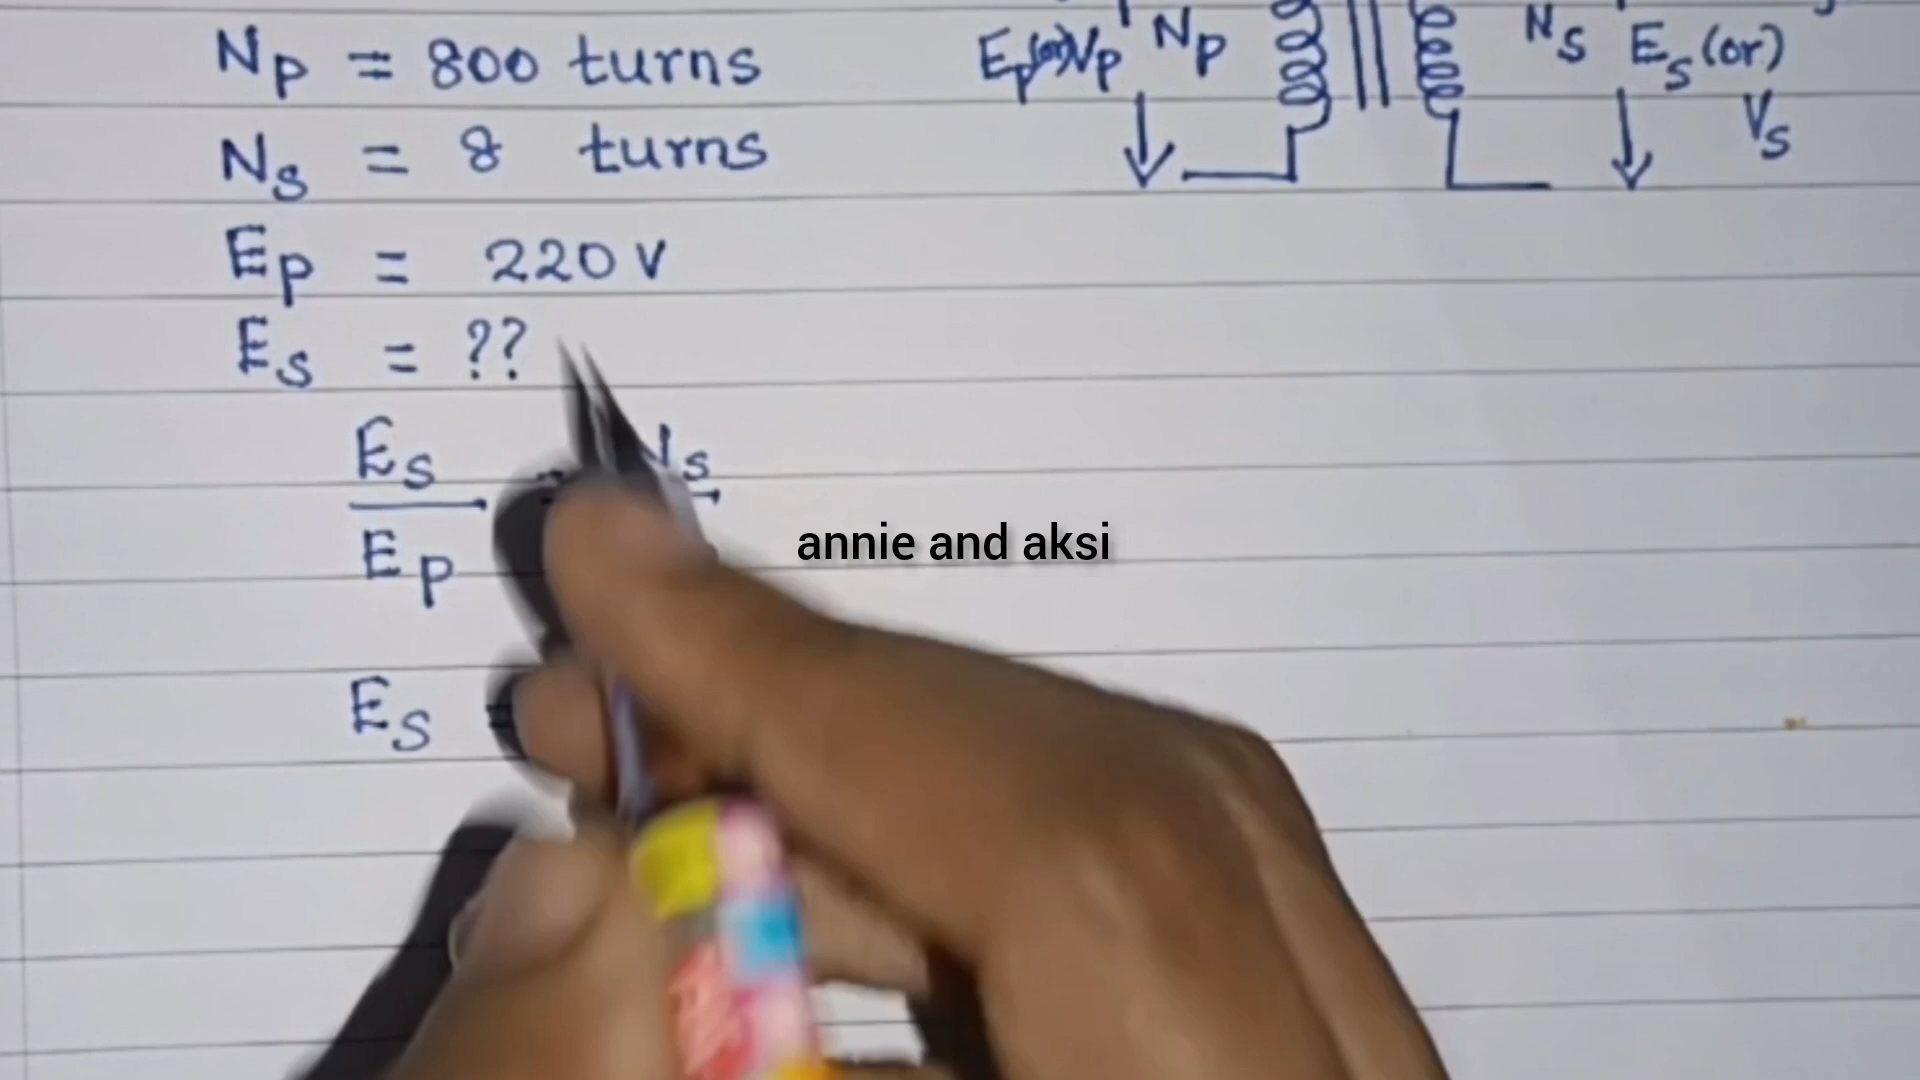 Np = 800 turns
Ns = 8 turns
Ep = 220 V
Es = ??
Es = Ns
Ep
Es =
Ep (or) Vp Np
Ns Es (or)
Vs
annie and aksi